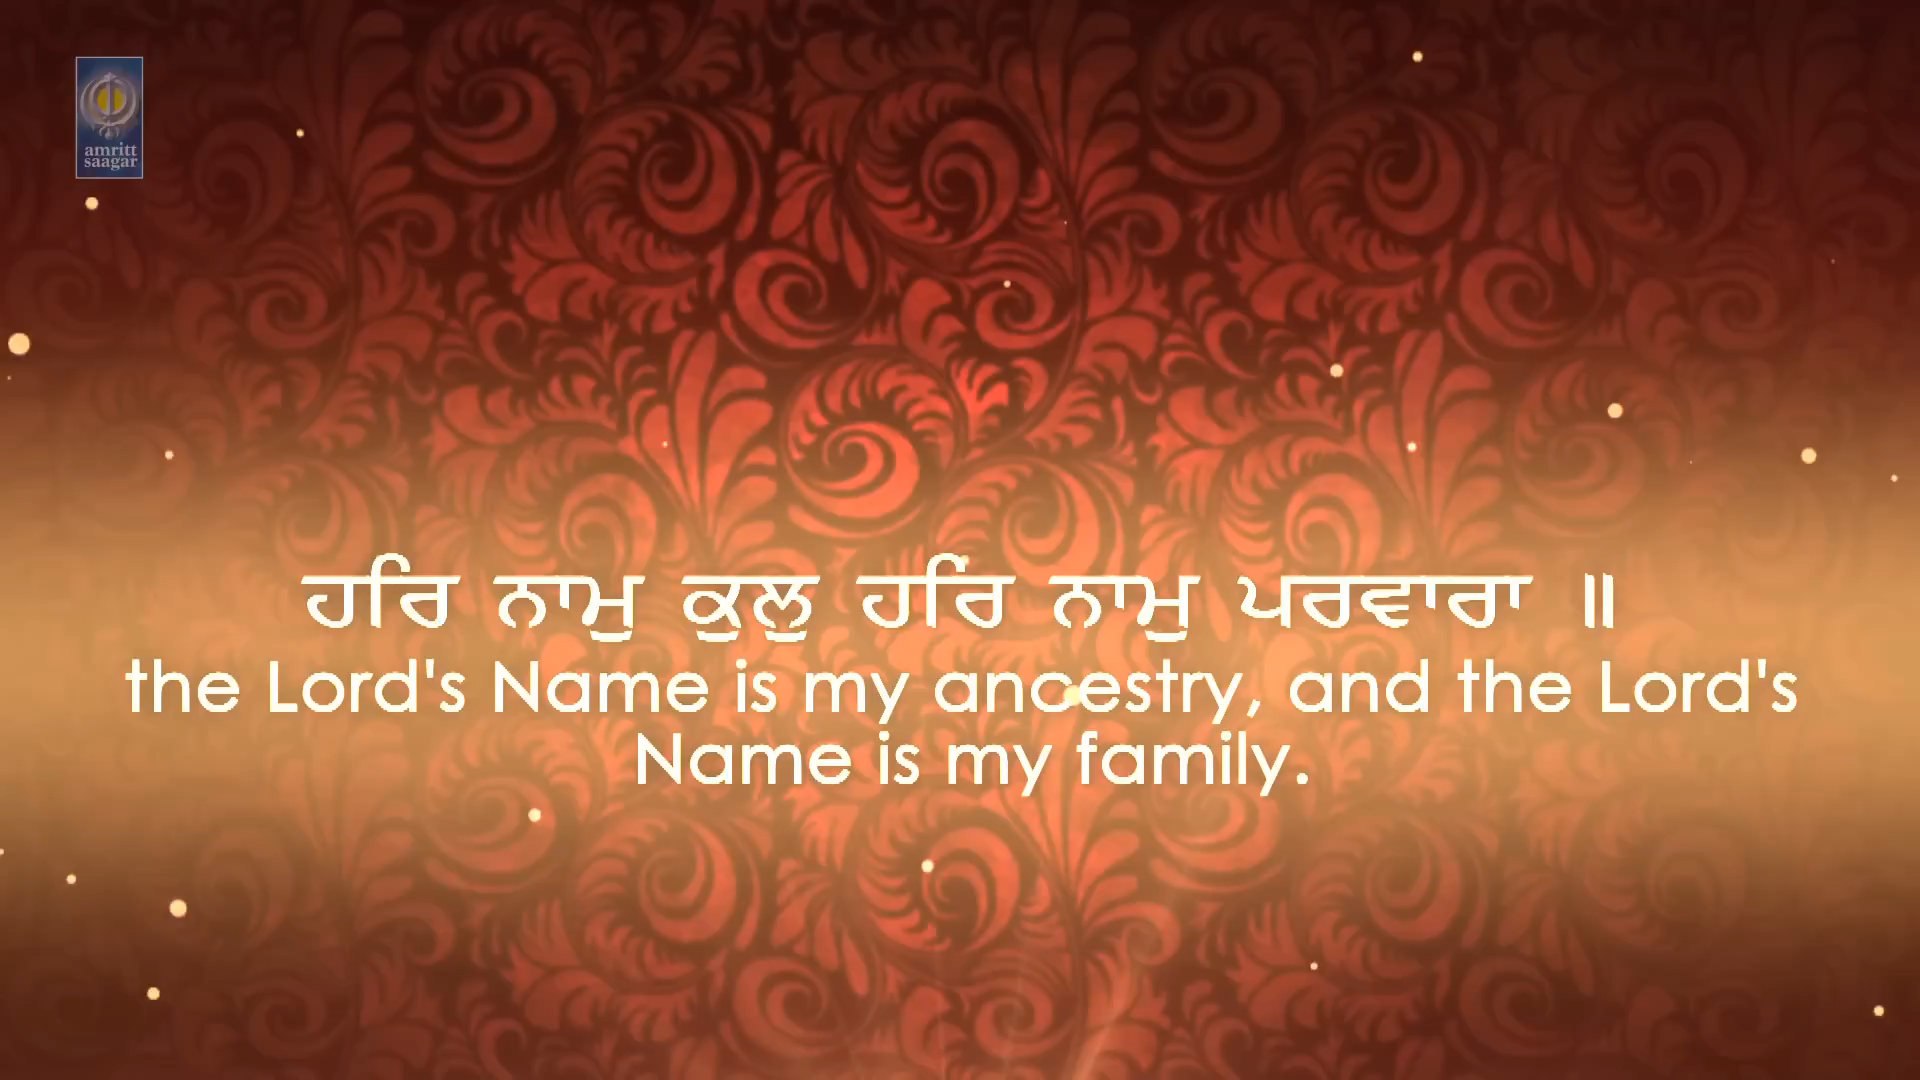 amritt
saagar
ਹਰਿ ਨਾਮੁ ਕੁਲੁ ਹਰਿ ਨਾਮੁ ਪਰਵਾਰਾ ॥
the Lord's Name is my ancestry, and the Lord's
Name is my family.